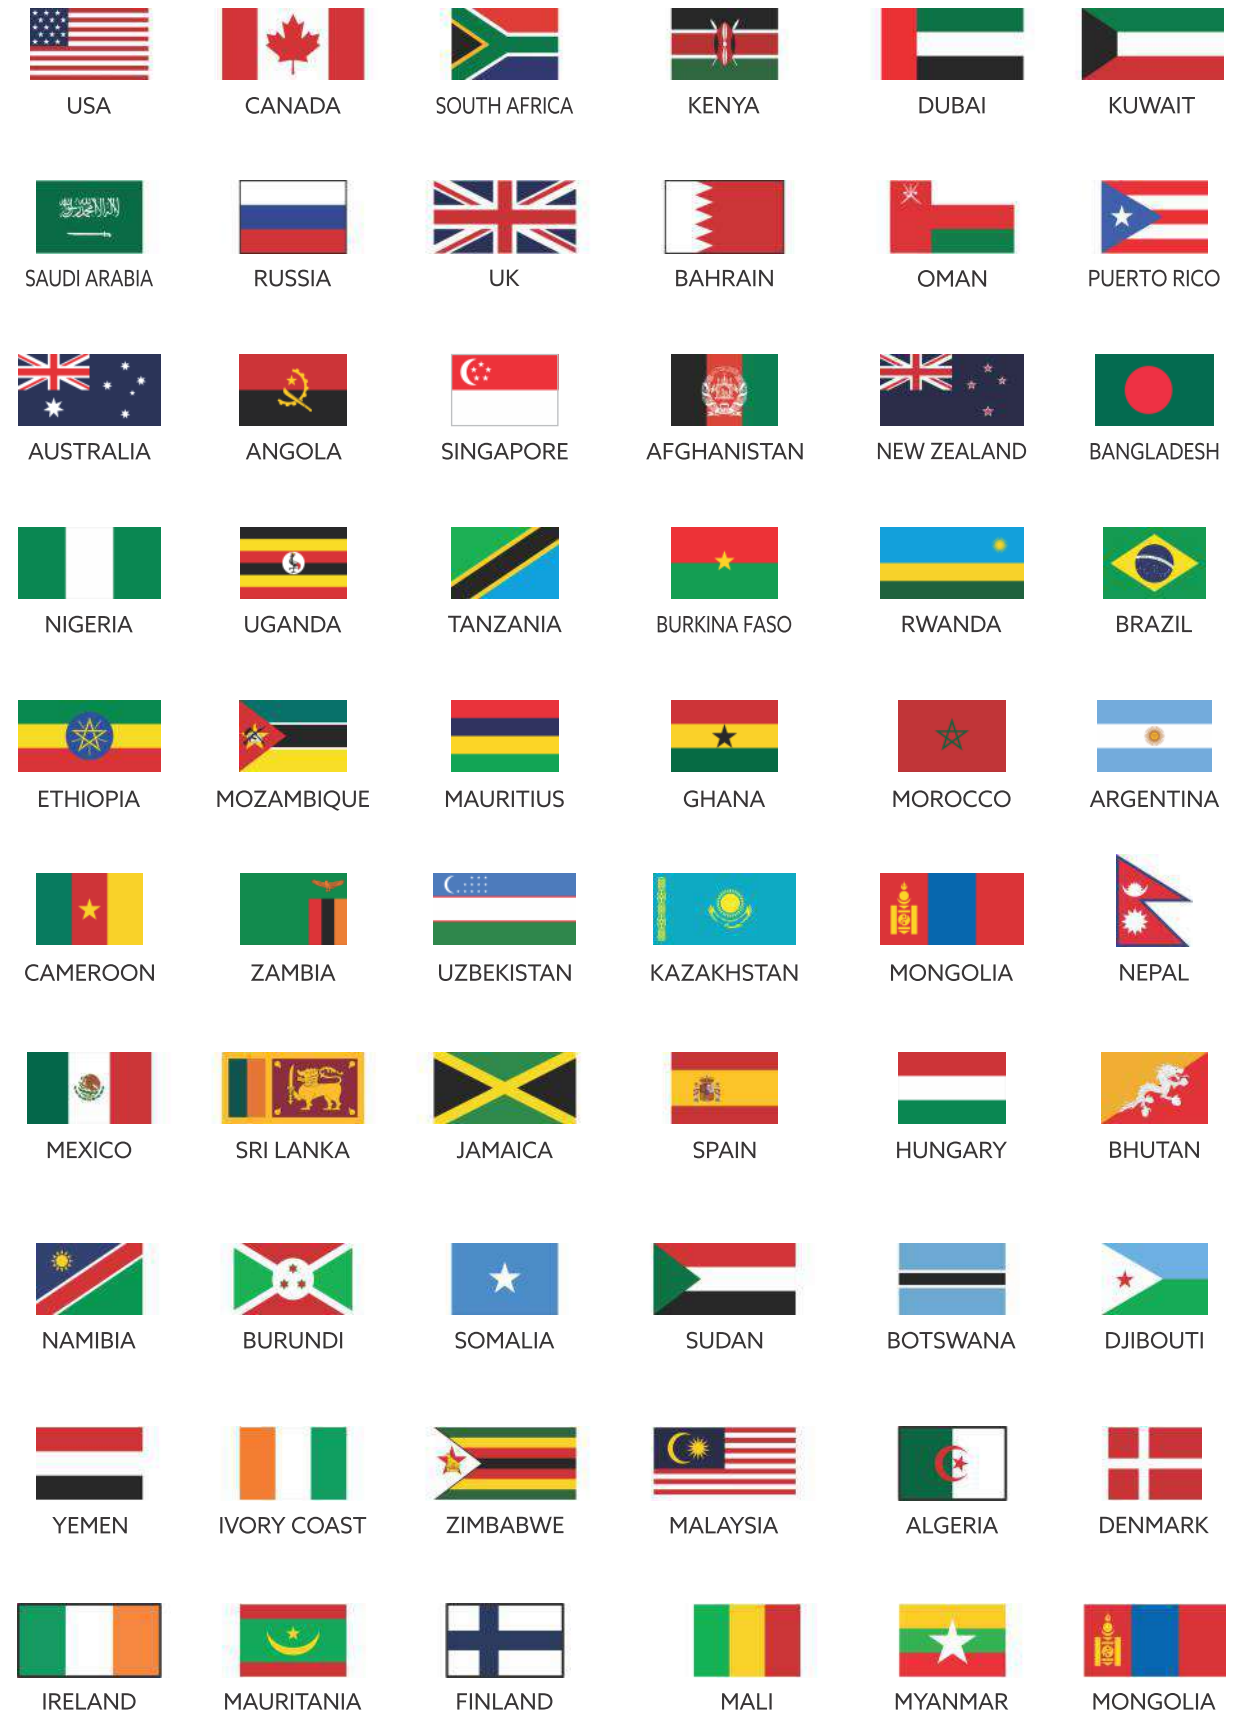 USA
CANADA
SOUTH AFRICA
KENYA
DUBAI
KUWAIT
SAUDI ARABIA
RUSSIA
UK
BAHRAIN
OMAN
PUERTO RICO
AUSTRALIA
ANGOLA
SINGAPORE
AFGHANISTAN
NEW ZEALAND
BANGLADESH
NIGERIA
UGANDA
TANZANIA
BURKINA FASO
RWANDA
BRAZIL
ETHIOPIA
MOZAMBIQUE
MAURITIUS
GHANA
MOROCCO
ARGENTINA
CAMEROON
ZAMBIA
UZBEKISTAN
KAZAKHSTAN
MONGOLIA
NEPAL
MEXICO
SRI LANKA
JAMAICA
SPAIN
HUNGARY
BHUTAN
NAMIBIA
BURUNDI
SOMALIA
SUDAN
BOTSWANA
DJIBOUTI
YEMEN
IVORY COAST
ZIMBABWE
MALAYSIA
ALGERIA
DENMARK
IRELAND
MAURITANIA
FINLAND
MALI
MYANMAR
MONGOLIA